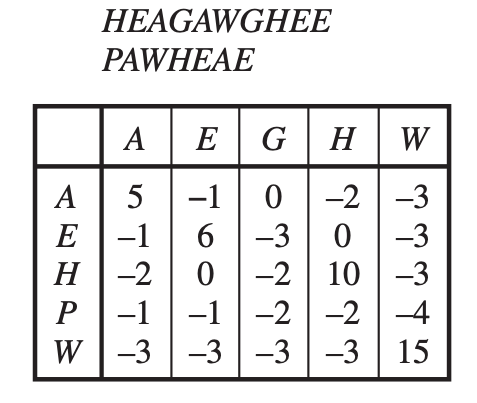 HEAGAWGHEE
PAWHEAE
A E G H W
A 5 –1 0 –2 –3
E –1 6 –3 0 –3
H –2 0 –2 10 –3
P –1 –1 –2 –2 –4
W –3 –3 –3 –3 15